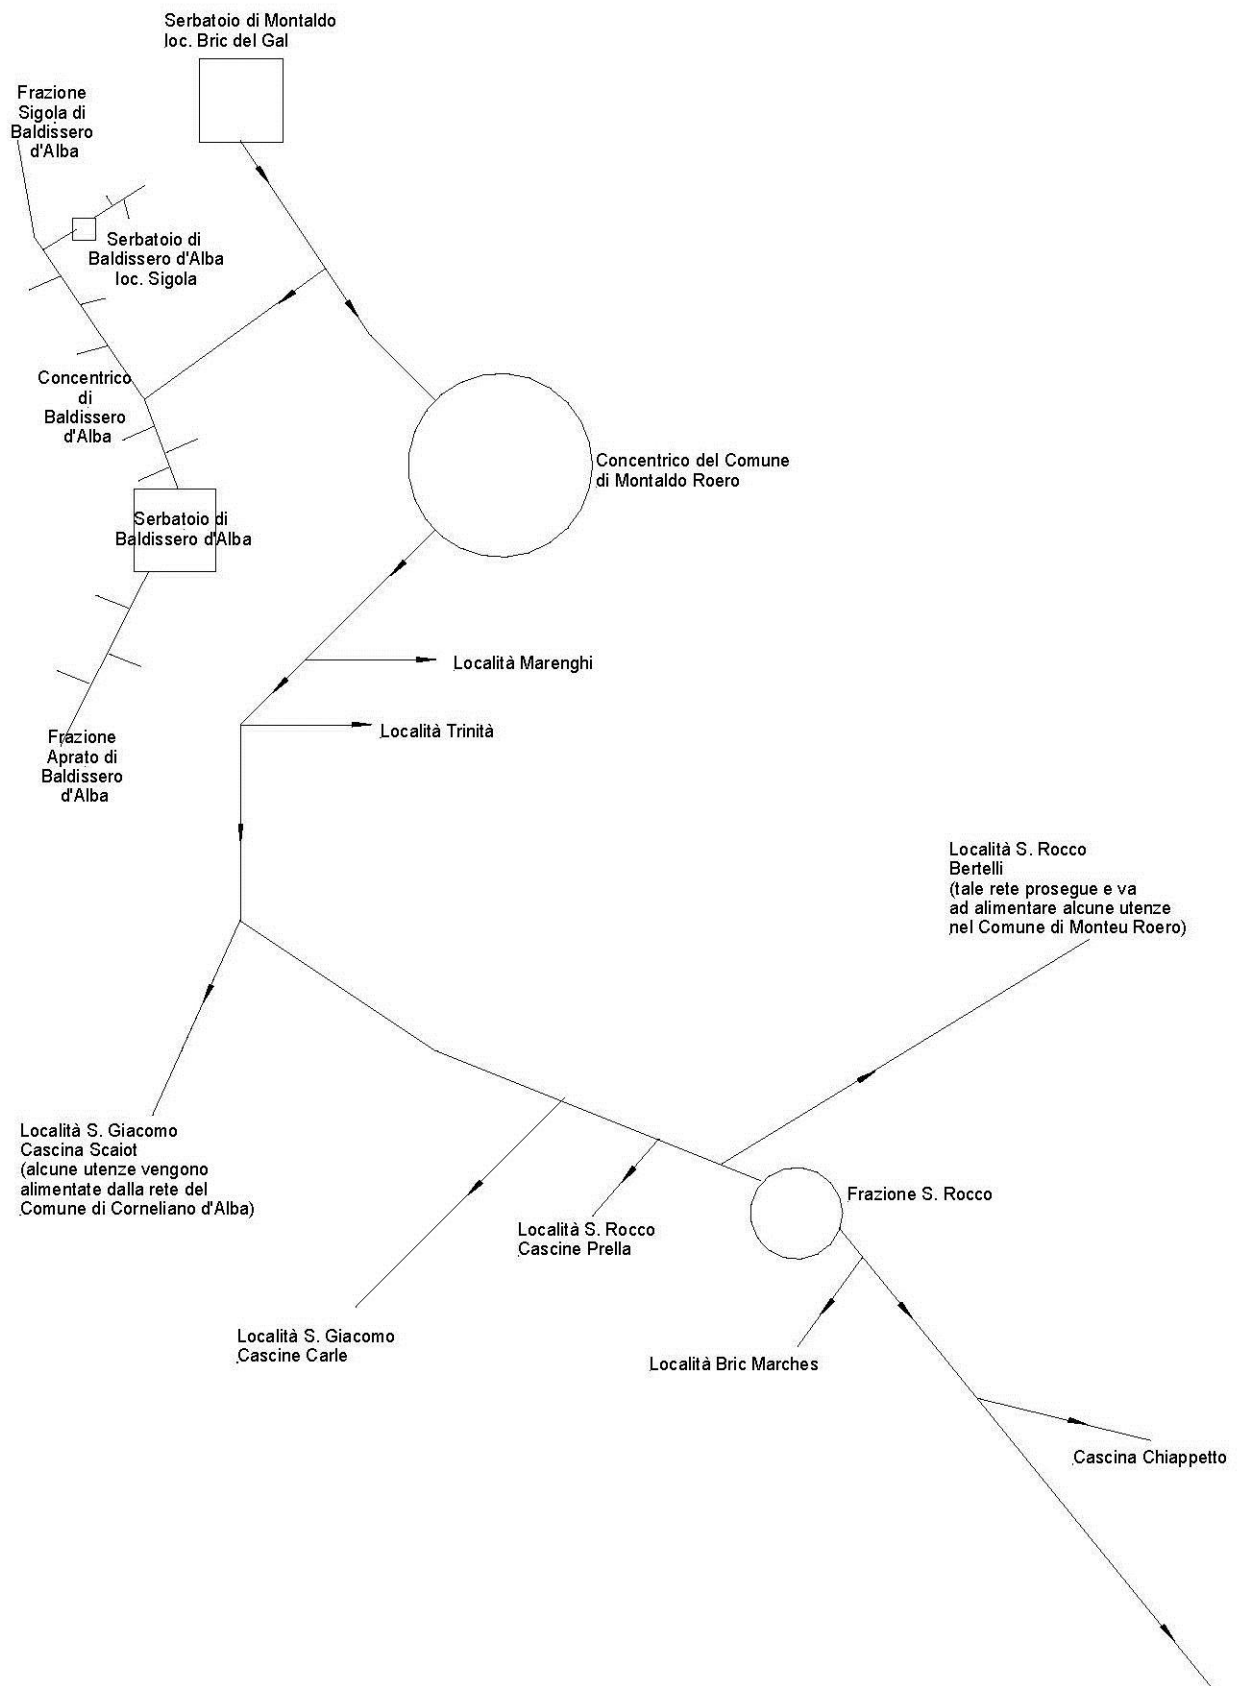 Serbatoio di Montaldo
loc. Bric del Gal
Frazione
Sigola di
Baldissero
d'Alba
Serbatoio di
Baldissero d'Alba
loc. Sigola
Concentrico
di
Baldissero
d'Alba
Concentrico del Comune
di Montaldo Roero
Serbatoio di
Baldissero d'Alba
Località Marenghi
Località Trinità
Frazione
Aprato di
Baldissero
d'Alba
Località S. Rocco
Bertelli
(tale rete prosegue e va
ad alimentare alcune utenze
nel Comune di Monteu Roero)
Località S. Giacomo
Cascina Scaiot
(alcune utenze vengono
alimentate dalla rete del
Comune di Corneliano d'Alba)
Frazione S. Rocco
Località S. Rocco
Cascine Prella
Località S. Giacomo
Cascine Carle
Località Bric Marches
Cascina Chiappetto